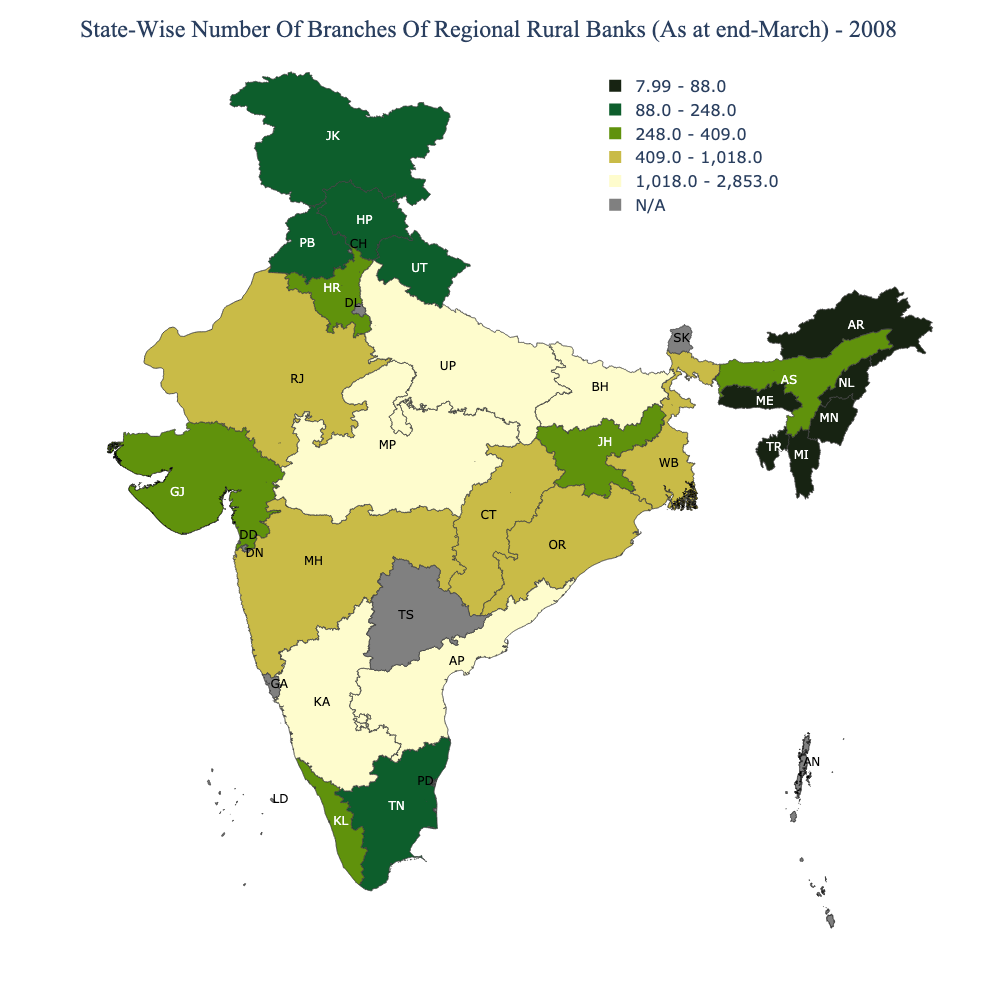 State-Wise Number Of Branches Of Regional Rural Banks (As at end-March) - 2008
7.99 - 88.0
88.0 - 248.0
248.0 - 409.0
409.0 - 1,018.0
1,018.0 - 2,853.0
N/A
JK
HP
PB
CH
UT
HR
DL
AR
SK
UP
RJ
BH
AS
NL
ME
MN
MP
JH
TR
MI
WB
GJ
CT
DD
OR
DN
MH
TS
AP
GA
KA
AN
PD
LD
TN
KL